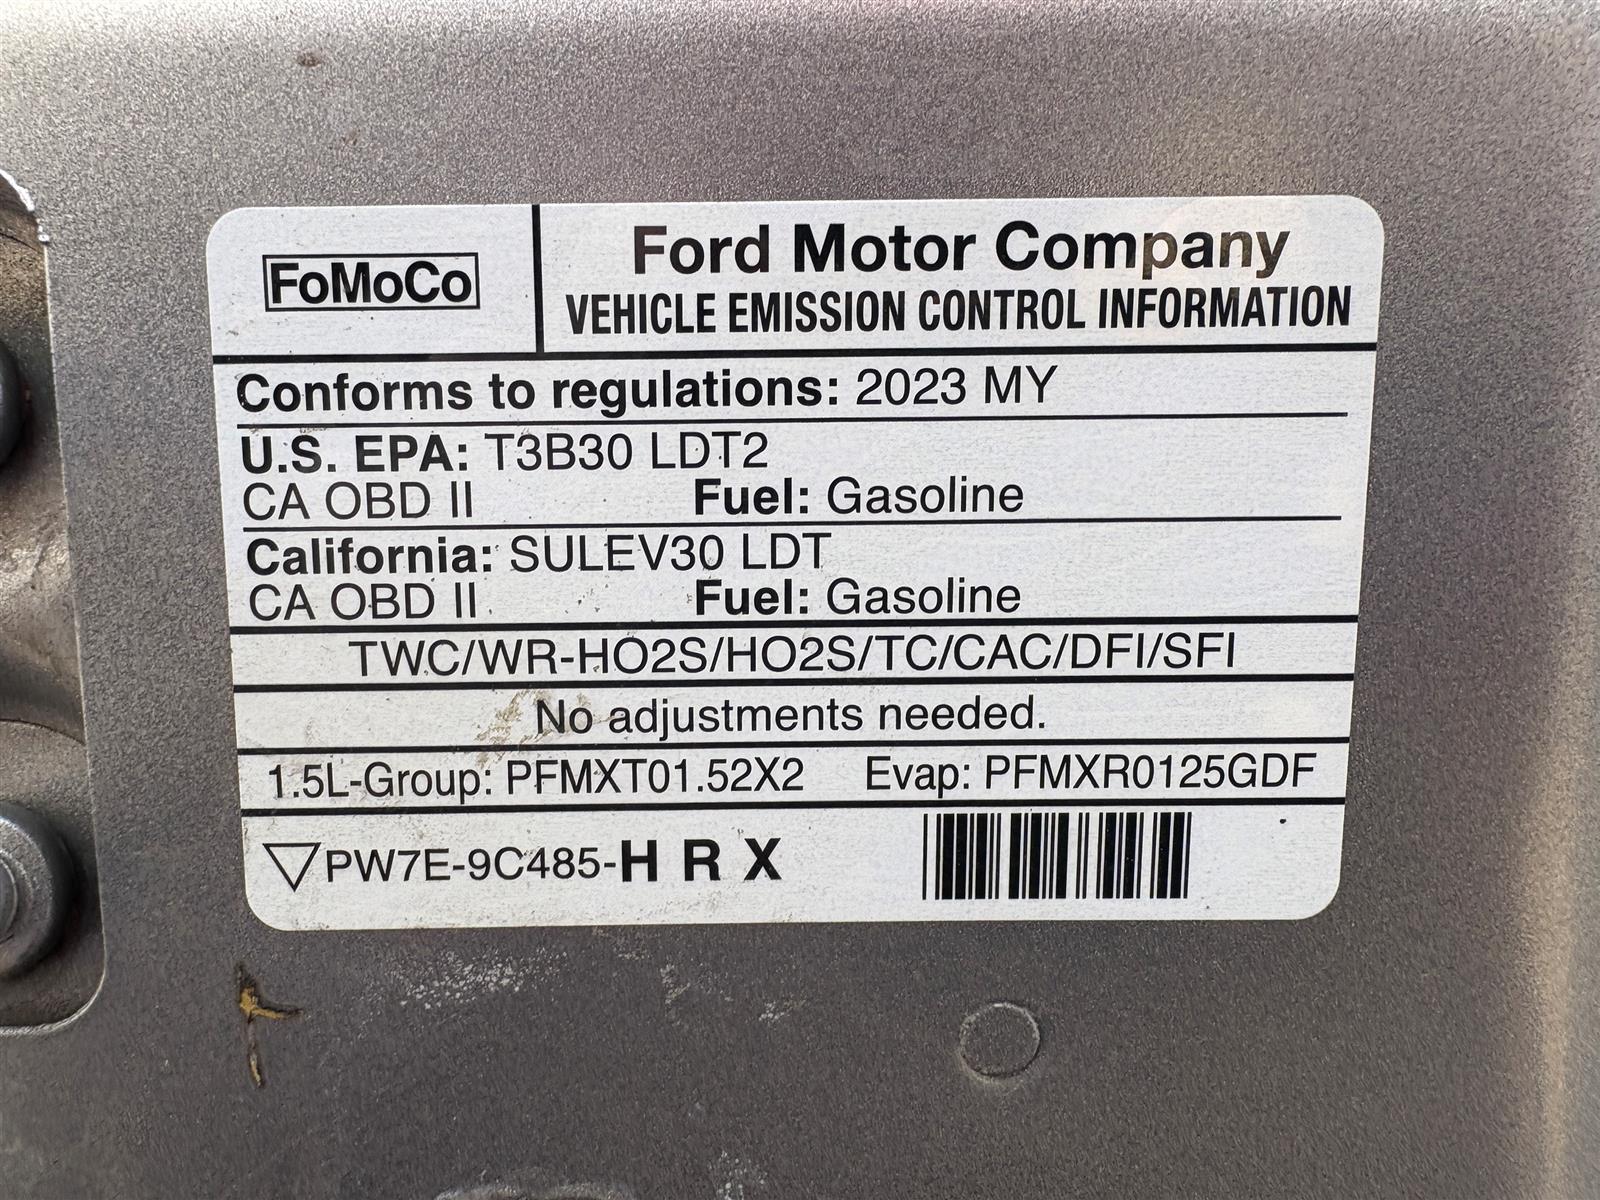 FoMoCo
Ford Motor Company
VEHICLE EMISSION CONTROL INFORMATION
Conforms to regulations: 2023 MY
U.S. EPA: T3B30 LDT2
CA OBD II Fuel: Gasoline
California: SULEV30 LDT
CA OBD II Fuel: Gasoline
TWC/WR-HO2S/HO2S/TC/CAC/DFI/SFI
No adjustments needed.
1.5L-Group: PFMXT01.52X2 Evap: PFMXR0125GDF
PW7E-9C485-H R X